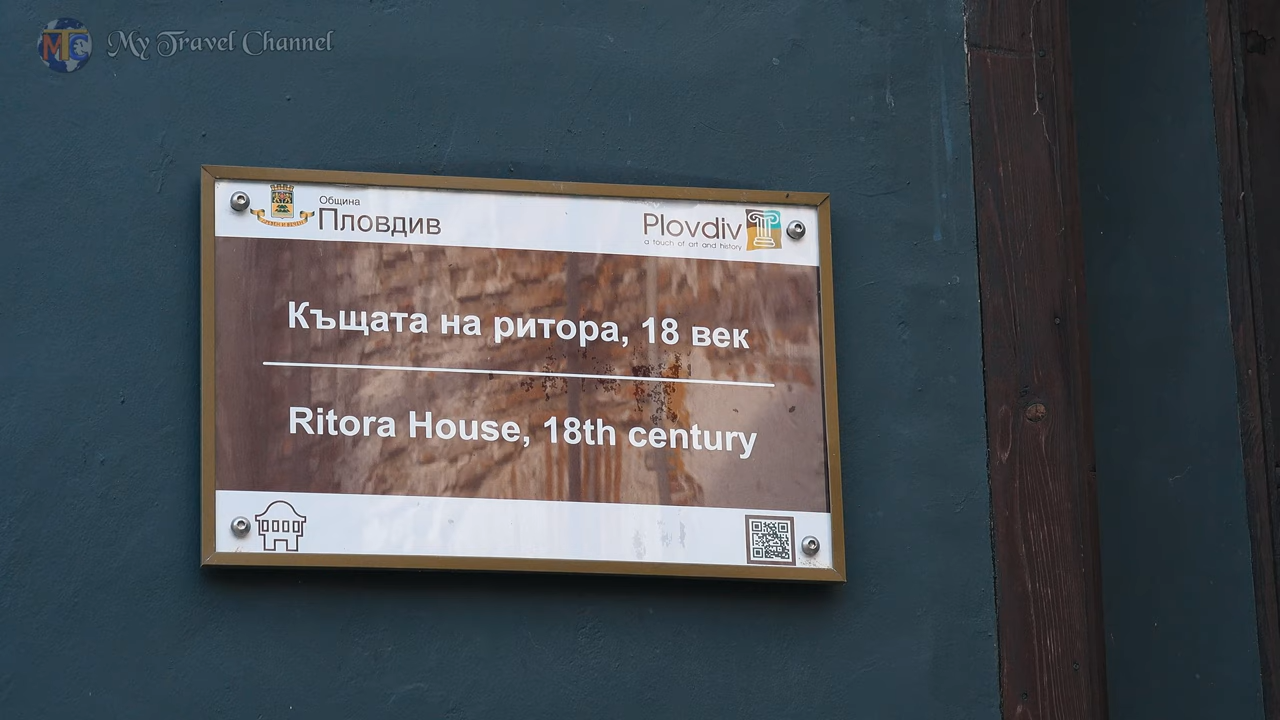 My Travel Channel
Община
Пловдив
Plovdiv
a touch of art and history
Къщата на ритора, 18 век
Ritora House, 18th century